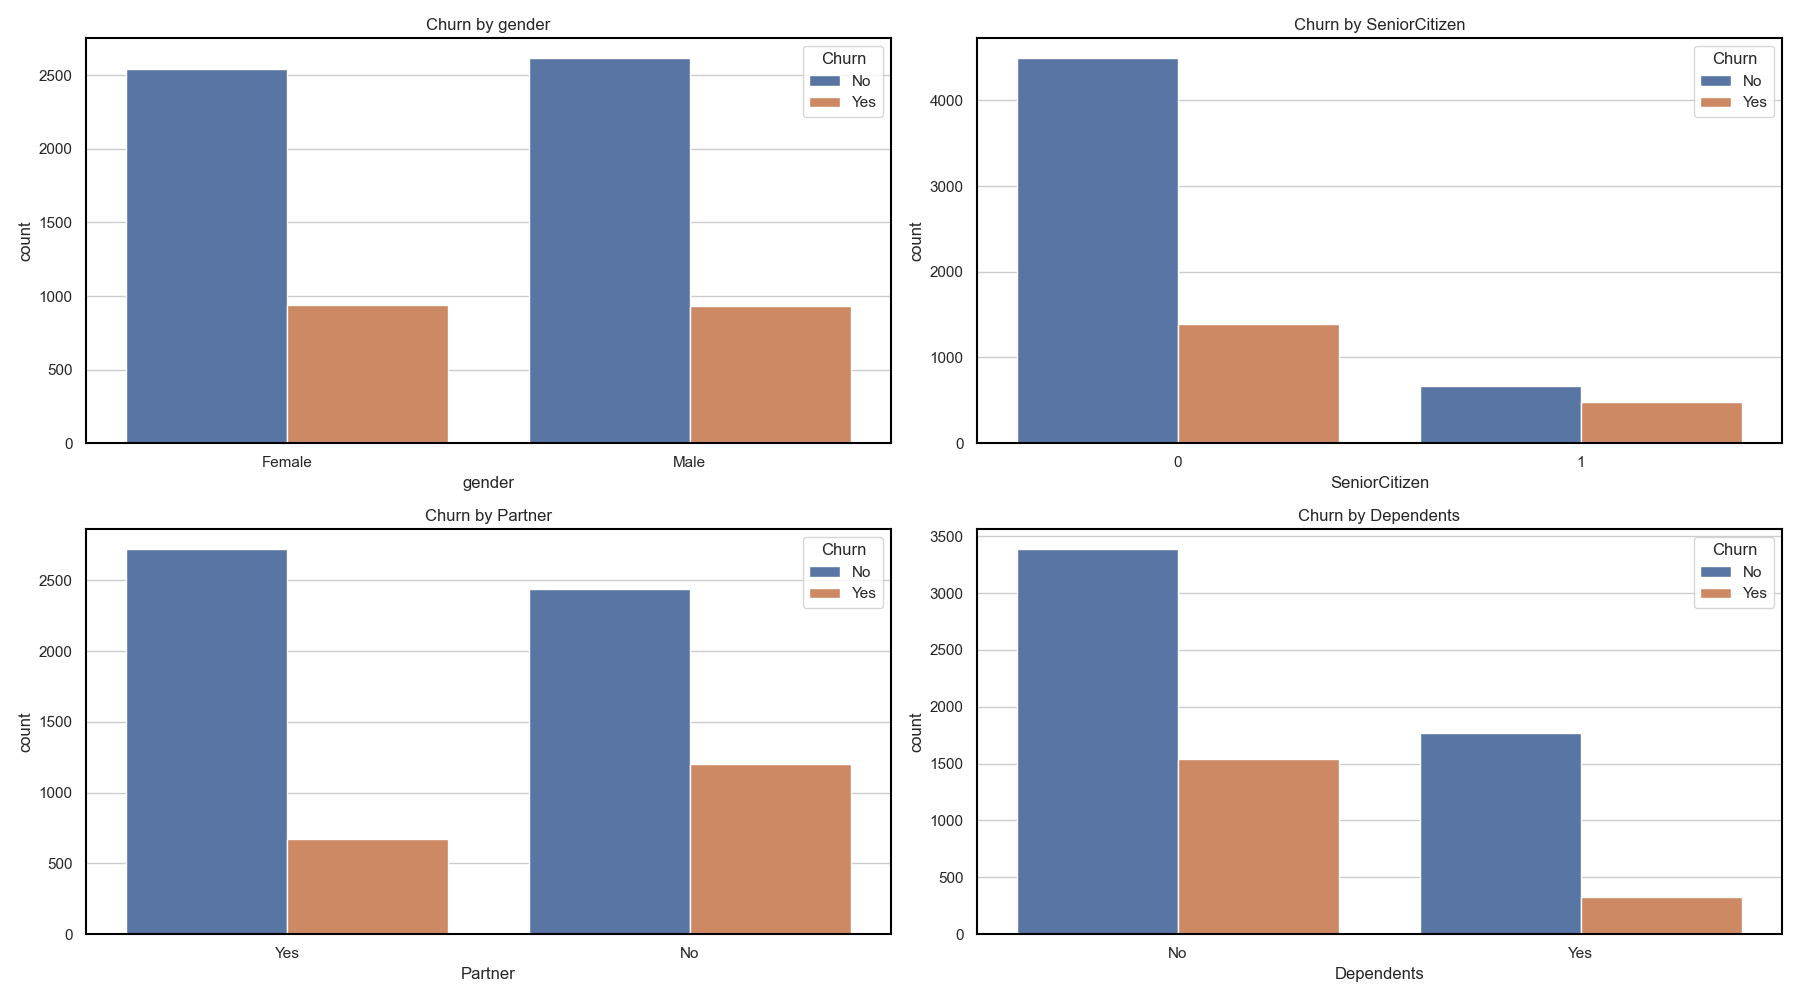 Churn by gender
Churn
No
Yes
2500
2000
1500
1000
500
0
count
Female
Male
gender
Churn by SeniorCitizen
Churn
No
Yes
4000
3000
2000
1000
0
count
0
1
SeniorCitizen
Churn by Partner
Churn
No
Yes
2500
2000
1500
1000
500
0
count
Yes
No
Partner
Churn by Dependents
Churn
No
Yes
3500
3000
2500
2000
1500
1000
500
0
count
No
Yes
Dependents